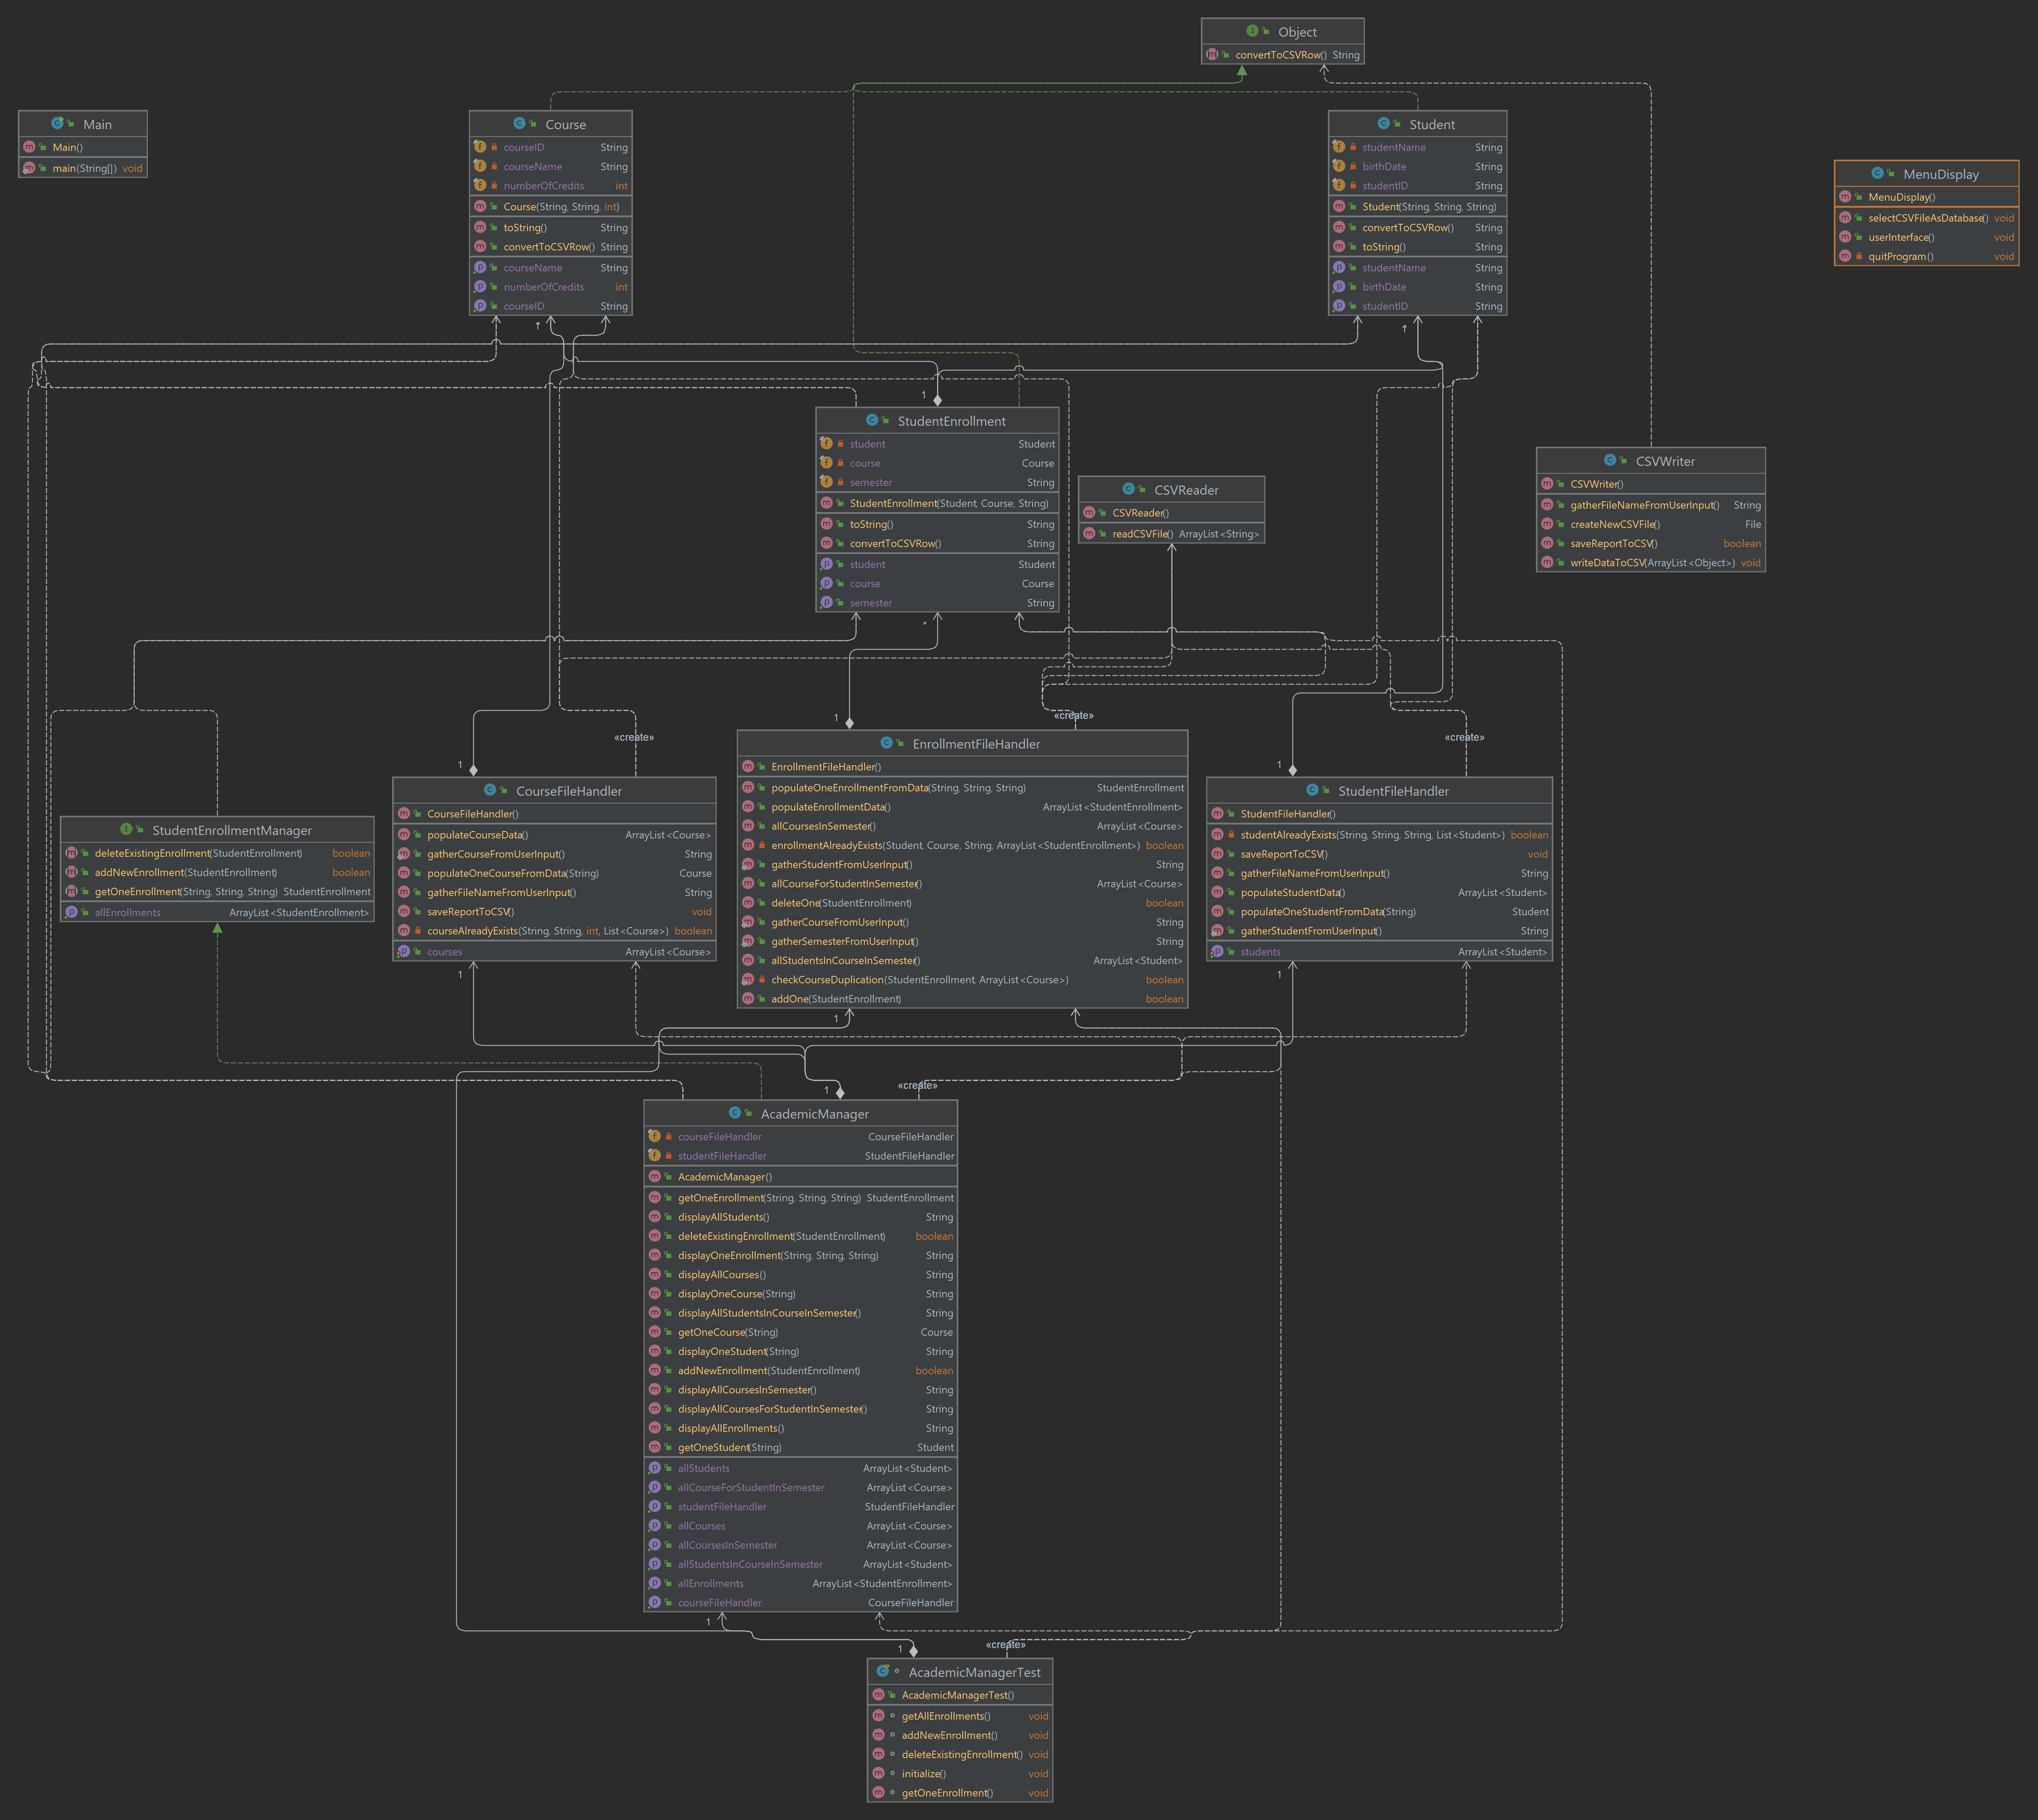 Object
convertToCSVRow() String
Main
Main()
main(String[]) void
Course
courseID String
courseName String
numberOfCredits int
Course(String, String, int)
toString() String
convertToCSVRow() String
courseName String
numberOfCredits int
courseID String
Student
studentName String
birthDate String
studentID String
Student(String, String, String)
convertToCSVRow() String
toString() String
studentName String
birthDate String
studentID String
MenuDisplay
MenuDisplay()
selectCSVFileAsDatabase() void
userInterface() void
quitProgram() void
* *
1
StudentEnrollment
student Student
course Course
semester String
StudentEnrollment(Student, Course, String)
toString() String
convertToCSVRow() String
student Student
course Course
semester String
CSVReader
CSVReader()
readCSVFile() ArrayList<String>
CSVWriter
CSVWriter()
gatherFileNameFromUserInput() String
createNewCSVFile() File
saveReportToCSV() boolean
writeDataToCSV(ArrayList<Object>) void
*
1 «create»
«create» «create»
1 1
StudentEnrollmentManager
deleteExistingEnrollment(StudentEnrollment) boolean
addNewEnrollment(StudentEnrollment) boolean
getOneEnrollment(String, String, String) StudentEnrollment
allEnrollments ArrayList<StudentEnrollment>
CourseFileHandler
CourseFileHandler()
populateCourseData() ArrayList<Course>
gatherCourseFromUserInput() String
populateOneCourseFromData(String) Course
gatherFileNameFromUserInput() String
saveReportToCSV() void
courseAlreadyExists(String, String, int, List<Course>) boolean
courses ArrayList<Course>
EnrollmentFileHandler
EnrollmentFileHandler()
populateOneEnrollmentFromData(String, String, String) StudentEnrollment
populateEnrollmentData() ArrayList<StudentEnrollment>
allCoursesInSemester() ArrayList<Course>
enrollmentAlreadyExists(Student, Course, String, ArrayList<StudentEnrollment>) boolean
gatherStudentFromUserInput() String
allCourseForStudentInSemester() ArrayList<Course>
deleteOne(StudentEnrollment) boolean
gatherCourseFromUserInput() String
gatherSemesterFromUserInput() String
allStudentsInCourseInSemester() ArrayList<Student>
checkCourseDuplication(StudentEnrollment, ArrayList<Course>) boolean
addOne(StudentEnrollment) boolean
StudentFileHandler
StudentFileHandler()
studentAlreadyExists(String, String, String, List<Student>) boolean
saveReportToCSV() void
gatherFileNameFromUserInput() String
populateStudentData() ArrayList<Student>
populateOneStudentFromData(String) Student
gatherStudentFromUserInput() String
students ArrayList<Student>
1 1
1
1 «create»
AcademicManager
courseFileHandler CourseFileHandler
studentFileHandler StudentFileHandler
AcademicManager()
getOneEnrollment(String, String, String) StudentEnrollment
displayAllStudents() String
deleteExistingEnrollment(StudentEnrollment) boolean
displayOneEnrollment(String, String, String) String
displayAllCourses() String
displayOneCourse(String) String
displayAllStudentsInCourseInSemester() String
getOneCourse(String) Course
displayOneStudent(String) String
addNewEnrollment(StudentEnrollment) boolean
displayAllCoursesInSemester() String
displayAllCoursesForStudentInSemester() String
displayAllEnrollments() String
getOneStudent(String) Student
allStudents ArrayList<Student>
allCourseForStudentInSemester ArrayList<Course>
studentFileHandler StudentFileHandler
allCourses ArrayList<Course>
allCoursesInSemester ArrayList<Course>
allStudentsInCourseInSemester ArrayList<Student>
allEnrollments ArrayList<StudentEnrollment>
courseFileHandler CourseFileHandler
1
1 «create»
AcademicManagerTest
AcademicManagerTest()
getAllEnrollments() void
addNewEnrollment() void
deleteExistingEnrollment() void
initialize() void
getOneEnrollment() void